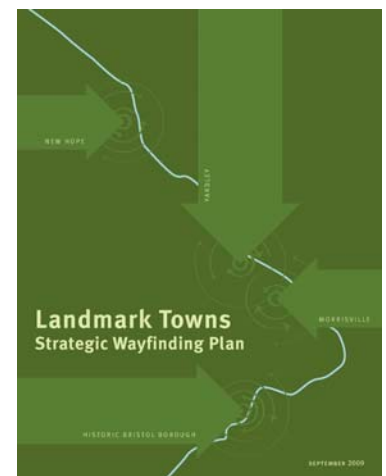 NEW HOPE
YARDLEY
Landmark Towns
Strategic Wayfinding Plan
MORRISVILLE
HISTORIC BRISTOL BOROUGH
SEPTEMBER 2009